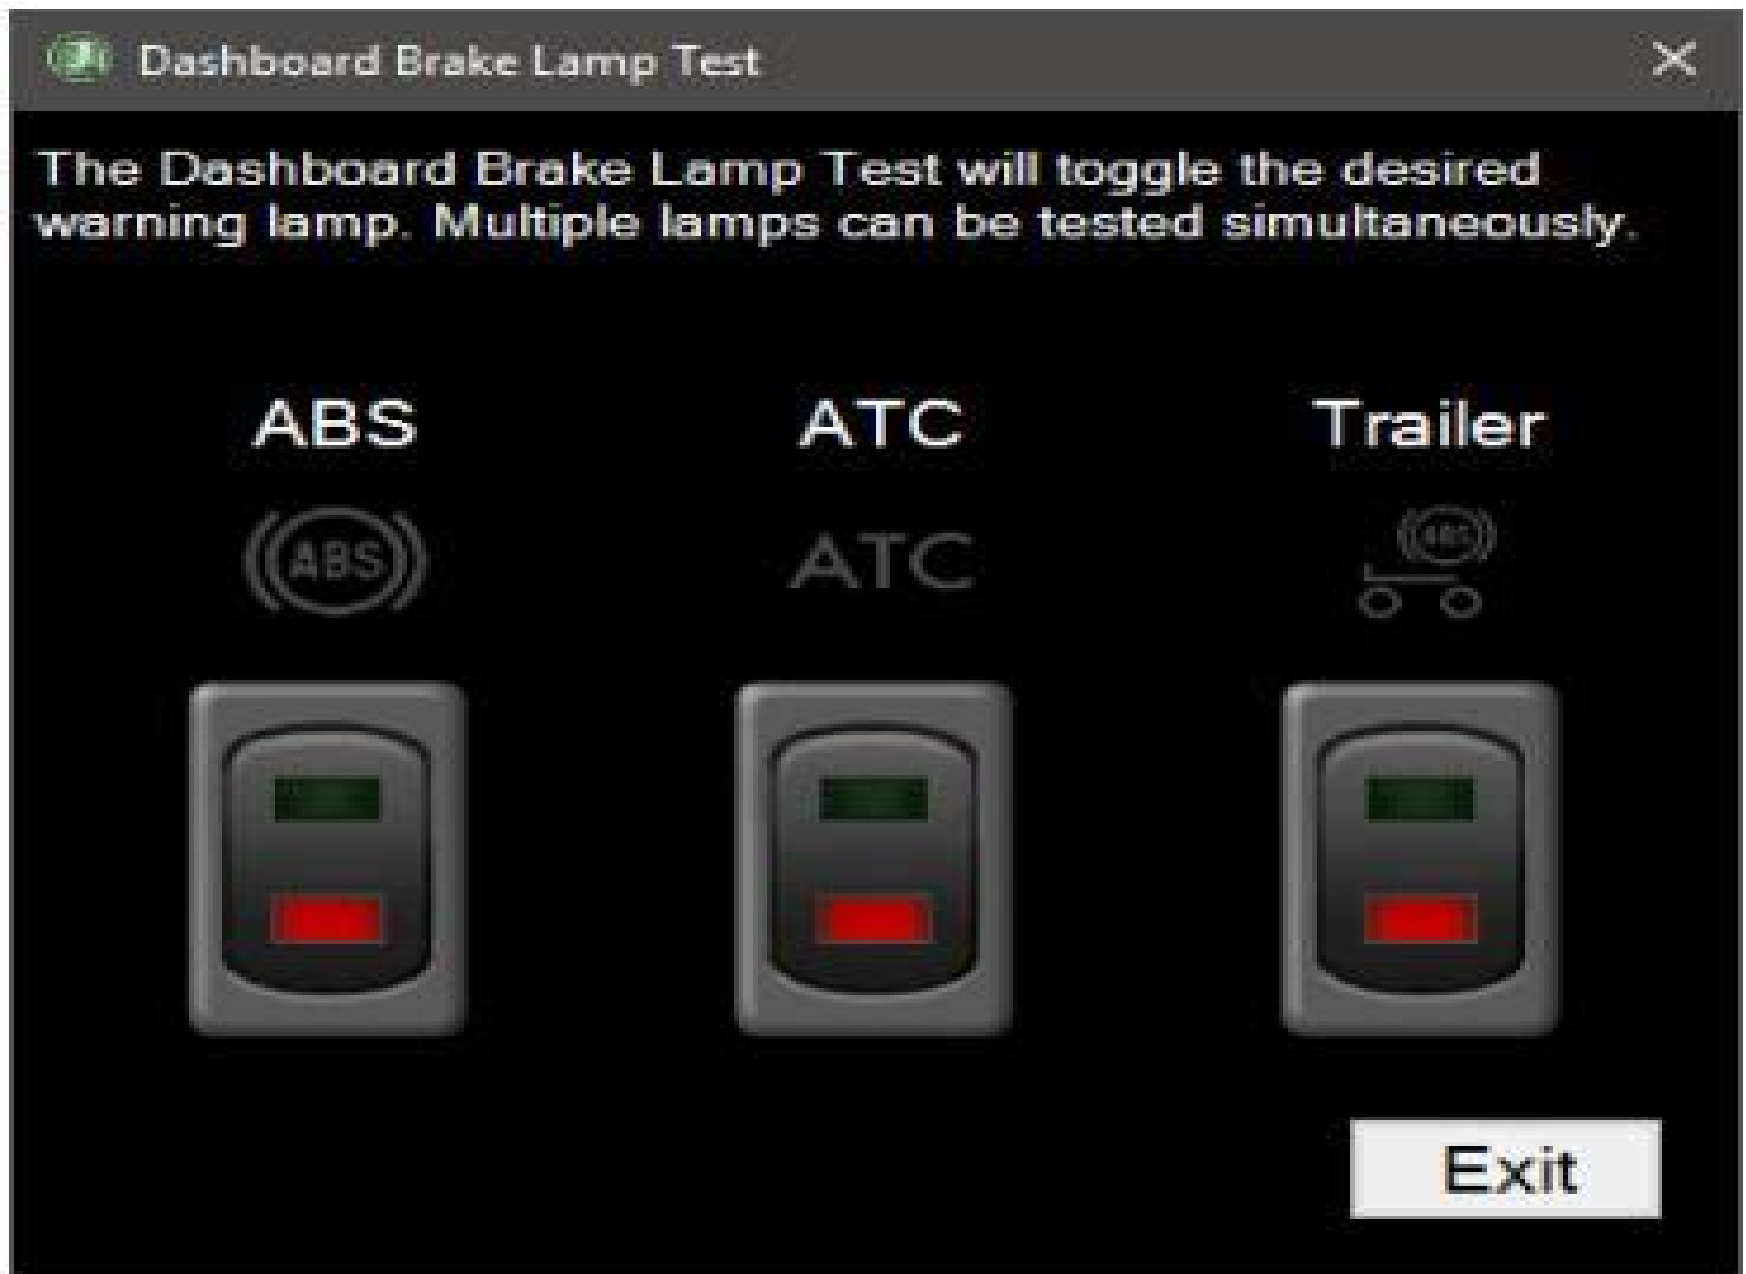 Dashboard Brake Lamp Test
The Dashboard Brake Lamp Test will toggle the desired
warning lamp. Multiple lamps can be tested simultaneously.
ABS
ATC
Trailer
ABS
ATC
ABS
Exit